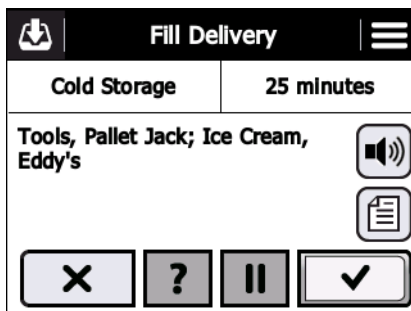 Fill Delivery
Cold Storage
25 minutes
Tools, Pallet Jack; Ice Cream,
Eddy's
?